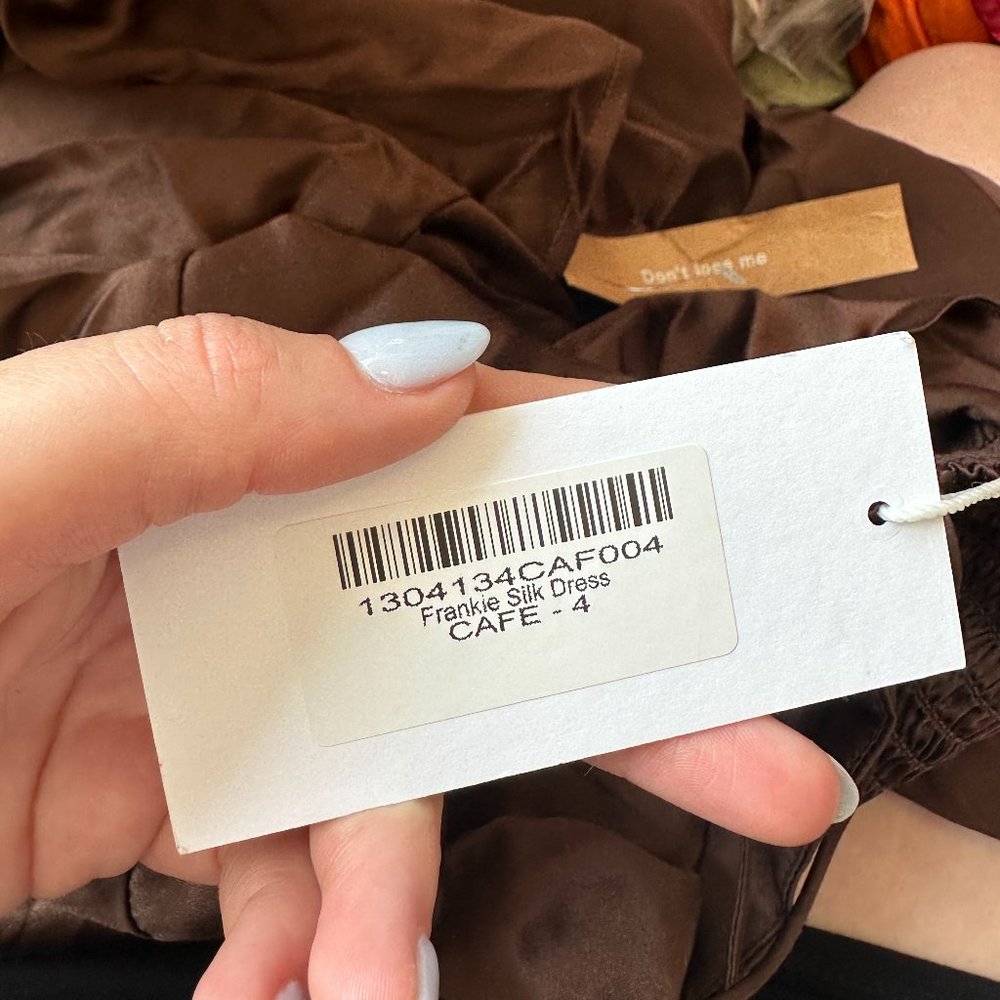 Don't lose me
1304134CAF004
Frankie Silk Dress
CAFE - 4